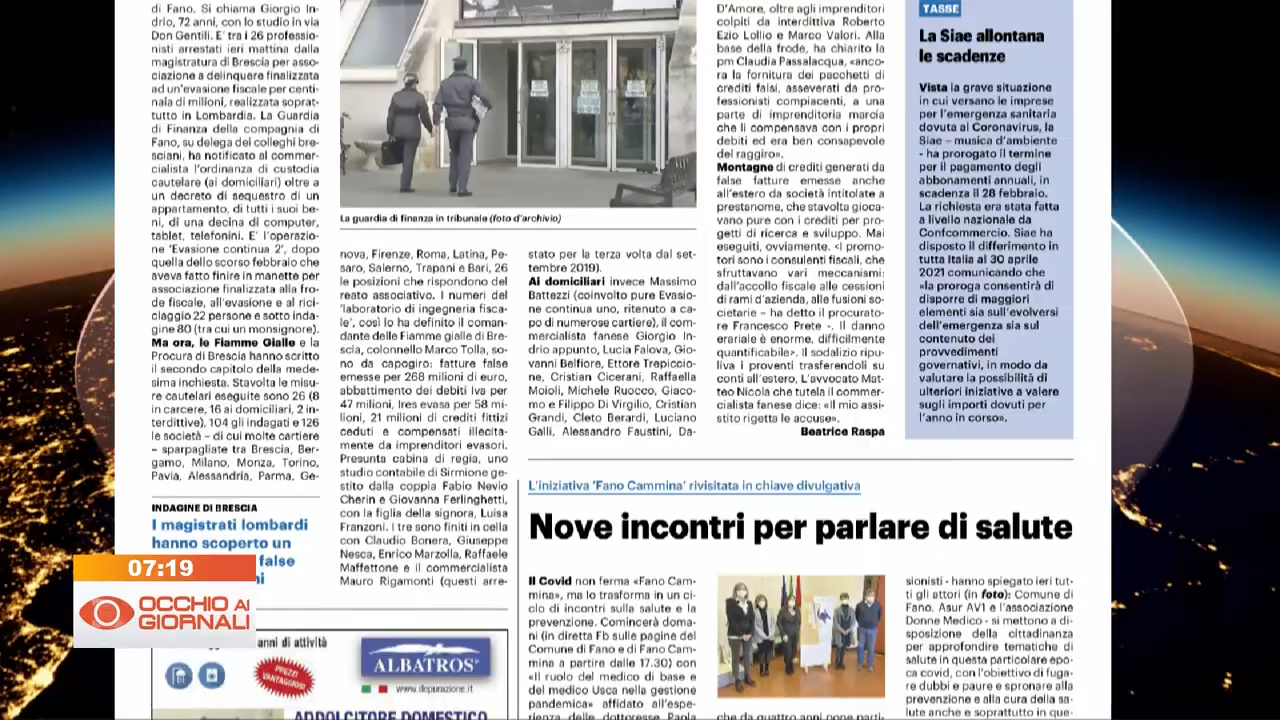 di Fano. Si chiama Giorgio In-
drio, 72 anni, con lo studio in via
Don Gentili. E' tra i 26 professio-
nisti arrestati ieri mattina dalla
magistratura di Brescia per asso-
ciazione a delinquere finalizzata
ad un'evasione fiscale per centi-
nala di milioni, realizzata soprat-
tutto in Lombardia. La Guardia
di Finanza della compagnia di
Fano, su delega dei colleghi bre-
sciani, ha notificato al commer-
cialista l'ordinanza di custodia
cautelare (ai domiciliari) oltre a
un decreto di sequestro di un
appartamento, di tutti i suoi be-
ni, di una decina di computer,
tablet, telefonini. E' l'operazio-
ne 'Evasione continua 2', dopo
quella dello scorso febbraio che
aveva fatto finire in manette per
associazione finalizzata alla fro-
de fiscale, all'evasione e al rici-
claggio 22 persone e sotto inda-
gine 80 (tra cui un monsignore).
Ma ora, le Fiamme Gialle e la
Procura di Brescia hanno scritto
il secondo capitolo della mede-
sima inchiesta. Stavolta le misu-
re cautelari eseguite sono 26 (8
in carcere, 16 ai domiciliari, 2 in-
terdittive), 104 gli indagati e 126
le società – di cui molte cartiere
– sparpagliate tra Brescia, Ber-
gamo, Milano, Monza, Torino,
Pavia, Alessandria, Parma, Ge-
INDAGINE DI BRESCIA
I magistrati lombardi
hanno scoperto un
false
ni
La guardia di finanza in tribunale (foto d'archivio)
nova, Firenze, Roma, Latina, Pe-
saro, Salerno, Trapani e Bari, 26
le posizioni che rispondono del
reato associativo. I numeri del
'laboratorio di ingegneria fisca-
le', così lo ha definito il coman-
dante delle Fiamme gialle di Bre-
scia, colonnello Marco Tolla, so-
no da capogiro: fatture false
emesse per 268 milioni di euro,
abbattimento dei debiti Iva per
47 milioni, Ires evasa per 58 mi-
lioni, 21 milioni di crediti fittizi
ceduti e compensati illecita-
mente da imprenditori evasori.
Presunta cabina di regia, uno
studio contabile di Sirmione ge-
stito dalla coppia Fabio Nevio
Cherin e Giovanna Ferlinghetti,
con la figlia della signora, Luisa
Franzoni. I tre sono finiti in cella
con Claudio Bonera, Giuseppe
Nesca, Enrico Marzolla, Raffaele
Maffettone e il commercialista
Mauro Rigamonti (questi arre-
stato per la terza volta dal set-
tembre 2019).
Ai domiciliari invece Massimo
Battezzi (coinvolto pure Evasio-
ne continua uno, ritenuto a ca-
po di numerose cartiere), il com-
mercialista fanese Giorgio In-
drio appunto, Lucia Falova, Gio-
vanni Belfiore, Ettore Trepiccio-
ne, Cristian Cicerani, Raffaella
Moioli, Michele Ruocco, Giaco-
mo e Filippo Di Virgilio, Cristian
Grandi, Cleto Berardi, Luciano
Galli, Alessandro Faustini, Da-
D'Amore, oltre agli imprenditori
colpiti da interdittiva Roberto
Ezio Lollio e Marco Valori. Alla
base della frode, ha chiarito la
pm Claudia Passalacqua, «anco-
ra la fornitura dei pacchetti di
crediti falsi, asseverati da pro-
fessionisti compiacenti, a una
parte di imprenditoria marcia
che li compensava con i propri
debiti ed era ben consapevole
del raggiro».
Montagne di crediti generati da
false fatture emesse anche
all'estero da società intitolate a
prestanome, che stavolta gioca-
vano pure con i crediti per pro-
getti di ricerca e sviluppo. Mai
eseguiti, ovviamente. «I promo-
tori sono i consulenti fiscali, che
sfruttavano vari meccanismi:
dall'accollo fiscale alle cessioni
di rami d'azienda, alle fusioni so-
cietarie – ha detto il procurato-
re Francesco Prete -. Il danno
erariale è enorme, difficilmente
quantificabile». Il sodalizio ripu-
liva i proventi trasferendoli su
conti all'estero. L'avvocato Mat-
teo Nicola che tutela il commer-
cialista fanese dice: «Il mio assi-
stito rigetta le accuse».
Beatrice Raspa
TASSE
La Siae allontana
le scadenze
Vista la grave situazione
in cui versano le imprese
per l'emergenza sanitaria
dovuta al Coronavirus, la
Siae – musica d'ambiente
- ha prorogato il termine
per il pagamento degli
abbonamenti annuali, in
scadenza il 28 febbraio.
La richiesta era stata fatta
a livello nazionale da
Confcommercio. Siae ha
disposto il differimento in
tutta Italia al 30 aprile
2021 comunicando che
«la proroga consentirà di
disporre di maggiori
elementi sia sull'evolversi
dell'emergenza sia sul
contenuto dei
provvedimenti
governativi, in modo da
valutare la possibilità di
ulteriori iniziative a valere
sugli importi dovuti per
l'anno in corso».
L'iniziativa 'Fano Cammina' rivisitata in chiave divulgativa
Nove incontri per parlare di salute
Il Covid non ferma «Fano Cam-
mina», ma lo trasforma in un ci-
clo di incontri sulla salute e la
prevenzione. Comincerà doma-
ni (in diretta Fb sulle pagine del
Comune di Fano e di Fano Cam-
mina a partire dalle 17.30) con
«Il ruolo del medico di base e
del medico Usca nella gestione
pandemica» affidato all'espe-
rienza delle dottoresse Paola
che da quattro anni pone parti-
sionisti - hanno spiegato ieri tut-
ti gli attori (in foto): Comune di
Fano, Asur AV1 e l'associazione
Donne Medico - si mettono a di-
sposizione della cittadinanza
per approfondire tematiche di
salute in questa particolare epo-
ca covid, con l'obiettivo di fuga-
re dubbi e paure e spronare alla
prevenzione e alla cura della sa-
lute anche e soprattutto in que-
07:19
OCCHIO AI
GIORNALI
anni di attività
PREZZI
VANTAGGIOSI!
ALBATROS
www.depurazione.it
ADDOLCITORE DOMESTICO